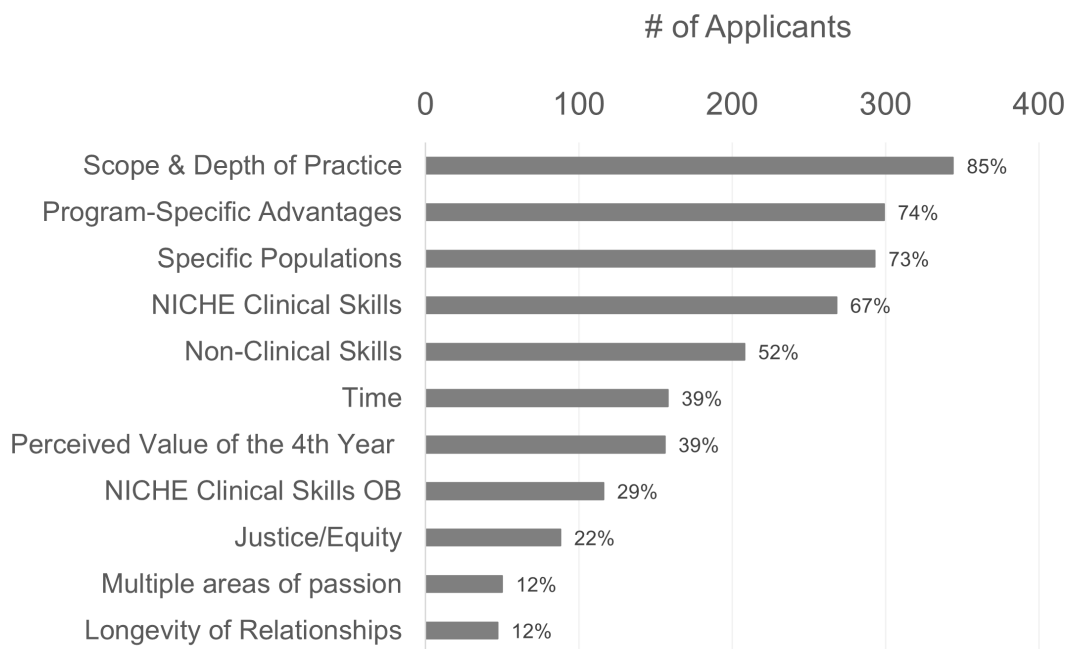 # of Applicants
0 100 200 300 400
Scope & Depth of Practice 85%
Program-Specific Advantages 74%
Specific Populations 73%
NICHE Clinical Skills 67%
Non-Clinical Skills 52%
Time 39%
Perceived Value of the 4th Year 39%
NICHE Clinical Skills OB 29%
Justice/Equity 22%
Multiple areas of passion 12%
Longevity of Relationships 12%